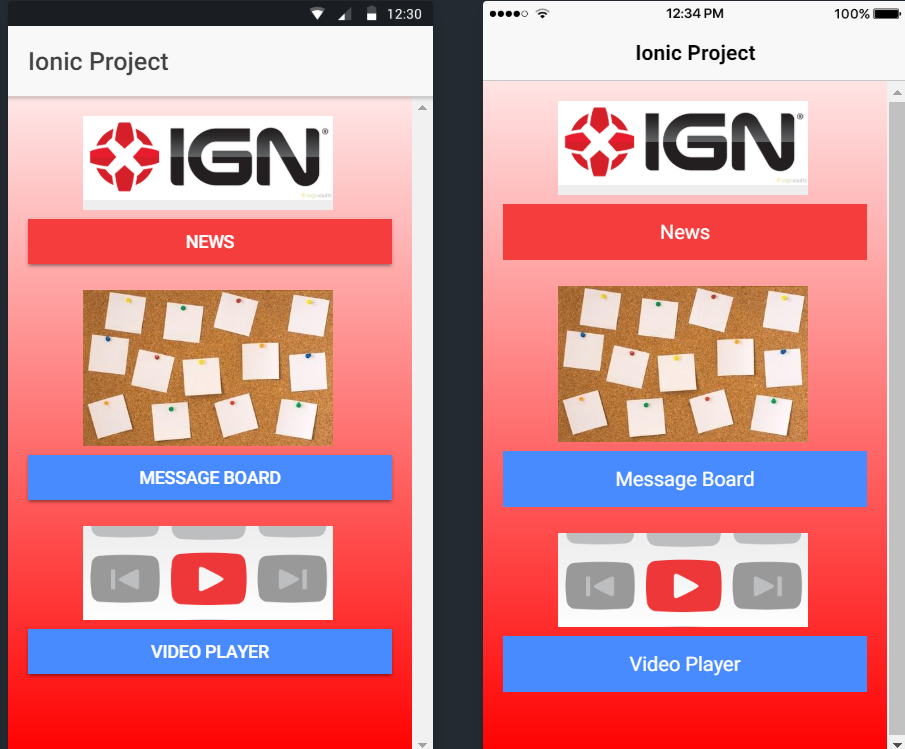 12:30
Ionic Project
IGN®
NEWS
MESSAGE BOARD
VIDEO PLAYER
12:34 PM
100%
Ionic Project
IGN®
News
Message Board
Video Player